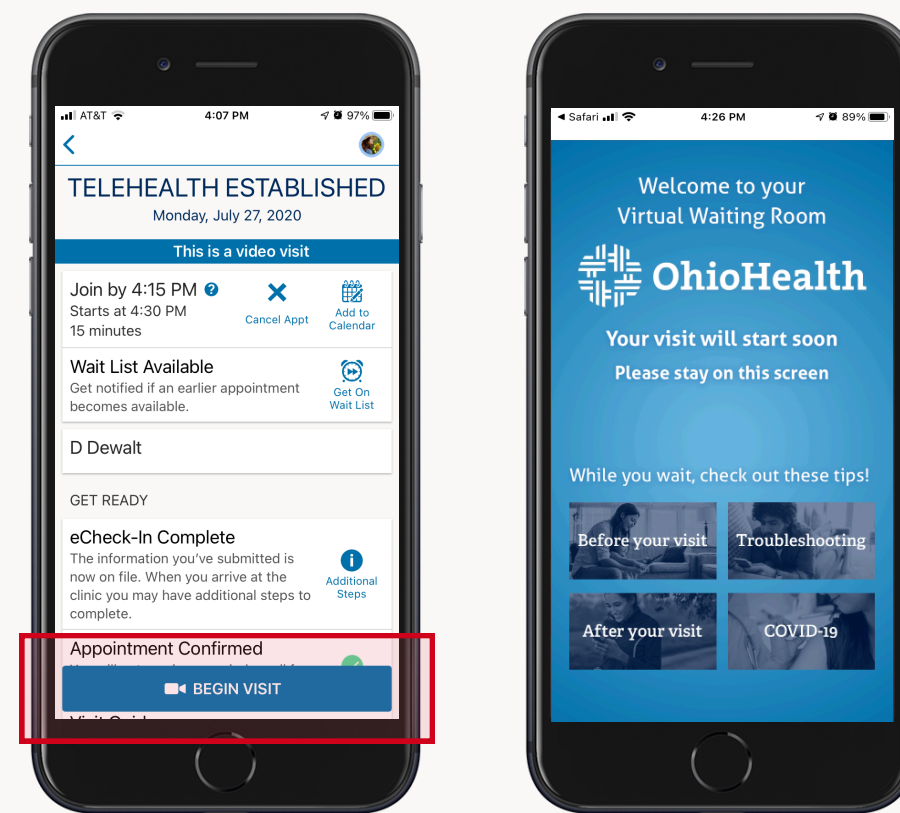 AT&T 4:07 PM 97%
TELEHEALTH ESTABLISHED
Monday, July 27, 2020
This is a video visit
Join by 4:15 PM ?
Starts at 4:30 PM
15 minutes
Cancel Appt
Add to
Calendar
Wait List Available
Get notified if an earlier appointment
becomes available.
Get On
Wait List
D Dewalt
GET READY
eCheck-In Complete
The information you've submitted is
now on file. When you arrive at the
clinic you may have additional steps to
complete.
Additional
Steps
Appointment Confirmed
BEGIN VISIT
Safari 4:26 PM 89%
Welcome to your
Virtual Waiting Room
OhioHealth
Your visit will start soon
Please stay on this screen
While you wait, check out these tips!
Before your visit
Troubleshooting
After your visit
COVID-19